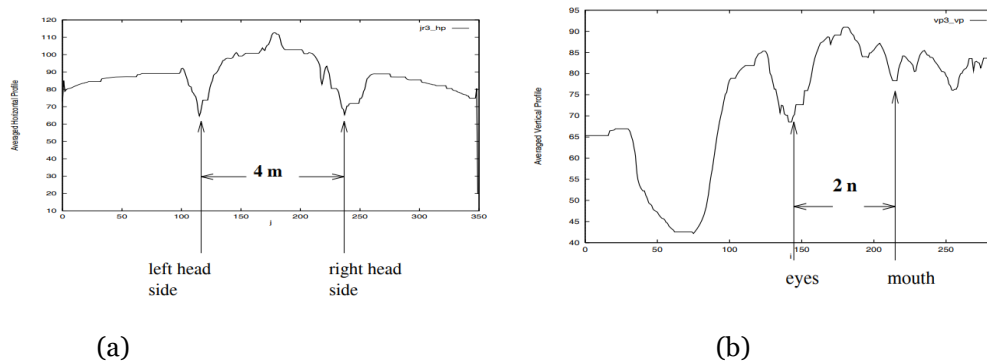 120
110
100
90
80
70
60
50
40
30
20
10
Averaged Horizontal Profile
jr3_hp
4 m
0 50 100 150 200 250 300 350
j
left head
side
right head
side
(a)
95
90
85
80
75
70
65
60
55
50
45
40
Averaged Vertical Profile
vp3_vp
2 n
0 50 100 150 200 250
i
eyes
mouth
(b)